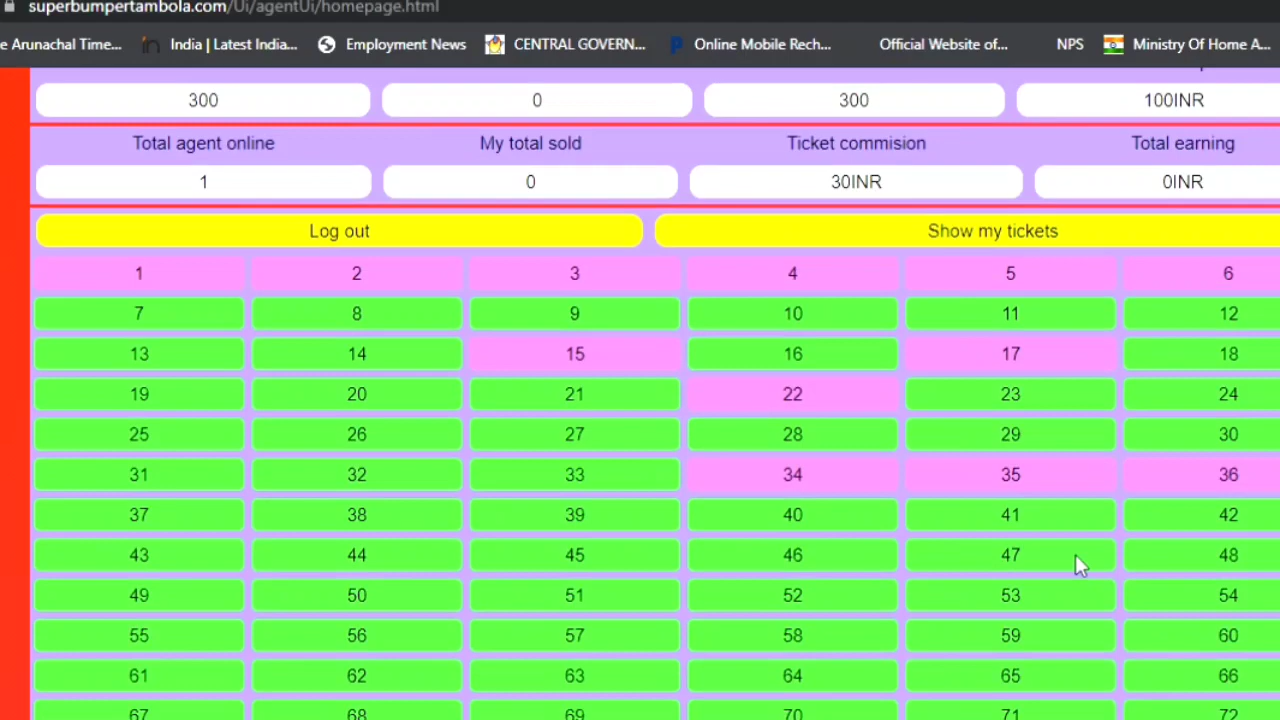 superbumpertambola.com/Ui/agentUi/homepage.html
e Arunachal Time... India | Latest India... Employment News CENTRAL GOVERN... Online Mobile Rech... Official Website of... NPS Ministry Of Home A...
300 0 300 100INR
Total agent online My total sold Ticket commision Total earning
1 0 30INR 0INR
Log out Show my tickets
1 2 3 4 5 6
7 8 9 10 11 12
13 14 15 16 17 18
19 20 21 22 23 24
25 26 27 28 29 30
31 32 33 34 35 36
37 38 39 40 41 42
43 44 45 46 47 48
49 50 51 52 53 54
55 56 57 58 59 60
61 62 63 64 65 66
67 68 69 70 71 72